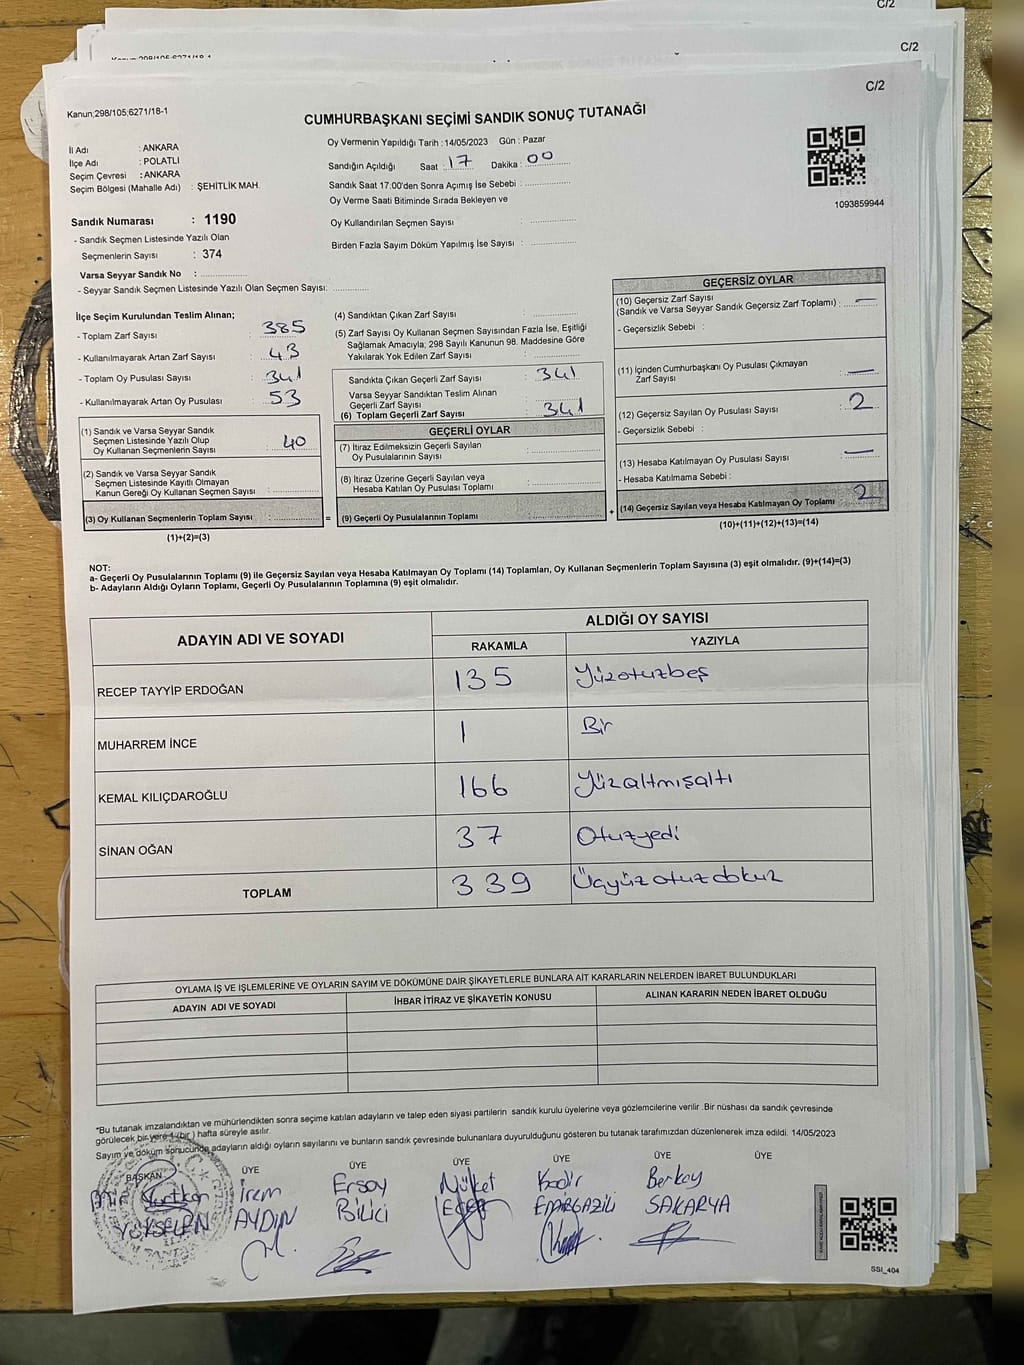 C/2
C/2
C/2
Kanun;298/105;6271/18-1
CUMHURBAŞKANI SEÇİMİ SANDIK SONUÇ TUTANAĞI
İl Adı : ANKARA
İlçe Adı : POLATLI
Seçim Çevresi : ANKARA
Seçim Bölgesi (Mahalle Adı) : ŞEHİTLİK MAH.
Oy Vermenin Yapıldığı Tarih : 14/05/2023 Gün : Pazar
Sandığın Açıldığı Saat : 17 Dakika : 00
Sandık Saat 17:00'den Sonra Açımış İse Sebebi :
Oy Verme Saati Bitiminde Sırada Bekleyen ve
Oy Kullandırılan Seçmen Sayısı :
Birden Fazla Sayım Döküm Yapılmış İse Sayısı :
1093859944
Sandık Numarası : 1190
- Sandık Seçmen Listesinde Yazılı Olan
Seçmenlerin Sayısı : 374
Varsa Seyyar Sandık No :
- Seyyar Sandık Seçmen Listesinde Yazılı Olan Seçmen Sayısı:
İlçe Seçim Kurulundan Teslim Alınan;
- Toplam Zarf Sayısı : 385
- Kullanılmayarak Artan Zarf Sayısı : 43
- Toplam Oy Pusulası Sayısı : 341
- Kullanılmayarak Artan Oy Pusulası : 53
(1) Sandık ve Varsa Seyyar Sandık
Seçmen Listesinde Yazılı Olup
Oy Kullanan Seçmenlerin Sayısı : 40
(2) Sandık ve Varsa Seyyar Sandık
Seçmen Listesinde Kayıtlı Olmayan
Kanun Gereği Oy Kullanan Seçmen Sayısı :
(3) Oy Kullanan Seçmenlerin Toplam Sayısı :
(1)+(2)=(3)
(4) Sandıktan Çıkan Zarf Sayısı :
(5) Zarf Sayısı Oy Kullanan Seçmen Sayısından Fazla İse, Eşitliği
Sağlamak Amacıyla; 298 Sayılı Kanunun 98. Maddesine Göre
Yakılarak Yok Edilen Zarf Sayısı :
Sandıkta Çıkan Geçerli Zarf Sayısı : 341
Varsa Seyyar Sandıktan Teslim Alınan
Geçerli Zarf Sayısı :
(6) Toplam Geçerli Zarf Sayısı : 341
GEÇERLİ OYLAR
(7) İtiraz Edilmeksizin Geçerli Sayılan
Oy Pusulalarının Sayısı :
(8) İtiraz Üzerine Geçerli Sayılan veya
Hesaba Katılan Oy Pusulası Toplamı :
= (9) Geçerli Oy Pusulalarının Toplamı :
GEÇERSİZ OYLAR
(10) Geçersiz Zarf Sayısı
(Sandık ve Varsa Seyyar Sandık Geçersiz Zarf Toplamı) : —
- Geçersizlik Sebebi :
(11) İçinden Cumhurbaşkanı Oy Pusulası Çıkmayan
Zarf Sayısı : —
(12) Geçersiz Sayılan Oy Pusulası Sayısı : 2
- Geçersizlik Sebebi :
(13) Hesaba Katılmayan Oy Pusulası Sayısı : —
- Hesaba Katılmama Sebebi :
+ (14) Geçersiz Sayılan veya Hesaba Katılmayan Oy Toplamı : 2
(10)+(11)+(12)+(13)=(14)
NOT:
a- Geçerli Oy Pusulalarının Toplamı (9) ile Geçersiz Sayılan veya Hesaba Katılmayan Oy Toplamı (14) Toplamları, Oy Kullanan Seçmenlerin Toplam Sayısına (3) eşit olmalıdır. (9)+(14)=(3)
b- Adayların Aldığı Oyların Toplamı, Geçerli Oy Pusulalarının Toplamına (9) eşit olmalıdır.
ADAYIN ADI VE SOYADI ALDIĞI OY SAYISI
RAKAMLA YAZIYLA
RECEP TAYYİP ERDOĞAN 135 Yüzotuzbeş
MUHARREM İNCE 1 Bir
KEMAL KILIÇDAROĞLU 166 Yüzaltmışaltı
SİNAN OĞAN 37 Otuzyedi
TOPLAM 339 Üçyüzotuzdokuz
OYLAMA İŞ VE İŞLEMLERİNE VE OYLARIN SAYIM VE DÖKÜMÜNE DAİR ŞİKAYETLERLE BUNLARA AİT KARARLARIN NELERDEN İBARET BULUNDUKLARI
ADAYIN ADI VE SOYADI İHBAR İTİRAZ VE ŞİKAYETİN KONUSU ALINAN KARARIN NEDEN İBARET OLDUĞU
*Bu tutanak imzalandıktan ve mühürlendikten sonra seçime katılan adayların ve talep eden siyasi partilerin sandık kurulu üyelerine veya gözlemcilerine verilir .Bir nüshası da sandık çevresinde
görülecek bir yere 1 (bir ) hafta süreyle asılır.
Sayım ve döküm sonucunda adayların aldığı oyların sayılarını ve bunların sandık çevresinde bulunanlara duyurulduğunu gösteren bu tutanak tarafımızdan düzenlenerek imza edildi. 14/05/2023
BAŞKAN ÜYE ÜYE ÜYE ÜYE ÜYE ÜYE
İrem Ersoy Nülket Kadir Berkay
YÜKSELEN AYDIN BİLİCİ EMİRGAZİLİ SAKARYA
SSI_404